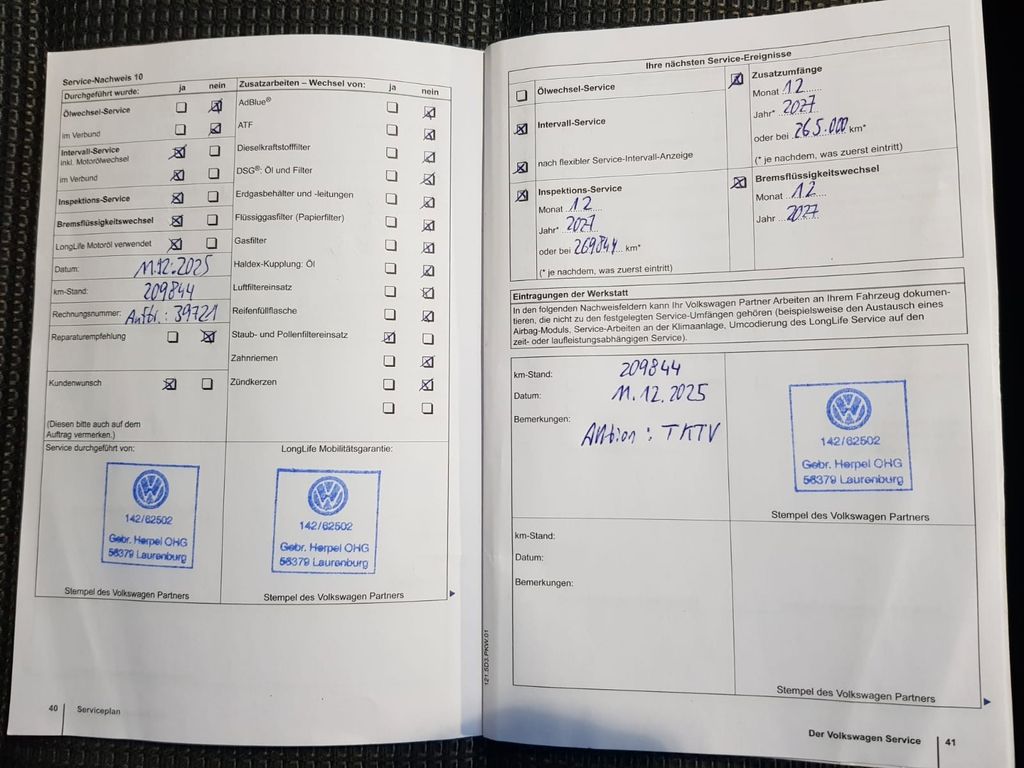 Service-Nachweis 10
Durchgeführt wurde: ja nein
Ölwechsel-Service
im Verbund
Intervall-Service
inkl. Motorölwechsel
im Verbund
Inspektions-Service
Bremsflüssigkeitswechsel
LongLife Motoröl verwendet
Datum: 11.12.2025
km-Stand: 209844
Rechnungsnummer: Auftr.: 39721
Reparaturempfehlung
Kundenwunsch
(Diesen bitte auch auf dem
Auftrag vermerken.)
Zusatzarbeiten – Wechsel von: ja nein
AdBlue®
ATF
Dieselkraftstofffilter
DSG®: Öl und Filter
Erdgasbehälter und -leitungen
Flüssiggasfilter (Papierfilter)
Gasfilter
Haldex-Kupplung: Öl
Luftfiltereinsatz
Reifenfüllflasche
Staub- und Pollenfiltereinsatz
Zahnriemen
Zündkerzen
Service durchgeführt von:
142/62502
Gebr. Herpel OHG
56379 Laurenburg
Stempel des Volkswagen Partners
LongLife Mobilitätsgarantie:
142/62502
Gebr. Herpel OHG
56379 Laurenburg
Stempel des Volkswagen Partners
40 Serviceplan
121.5D3.PKW.01
Ihre nächsten Service-Ereignisse
Ölwechsel-Service
Intervall-Service
nach flexibler Service-Intervall-Anzeige
Inspektions-Service
Monat 12
Jahr* 2027
oder bei 269844 km*
(* je nachdem, was zuerst eintritt)
Zusatzumfänge
Monat 12
Jahr* 2027
oder bei 265.000 km*
(* je nachdem, was zuerst eintritt)
Bremsflüssigkeitswechsel
Monat 12
Jahr 2027
Eintragungen der Werkstatt
In den folgenden Nachweisfeldern kann Ihr Volkswagen Partner Arbeiten an Ihrem Fahrzeug dokumen-
tieren, die nicht zu den festgelegten Service-Umfängen gehören (beispielsweise den Austausch eines
Airbag-Moduls, Service-Arbeiten an der Klimaanlage, Umcodierung des LongLife Service auf den
zeit- oder laufleistungsabhängigen Service).
km-Stand: 209844
Datum: 11.12.2025
Bemerkungen:
Aktion : TKTV
142/62502
Gebr. Herpel OHG
56379 Laurenburg
Stempel des Volkswagen Partners
km-Stand:
Datum:
Bemerkungen:
Stempel des Volkswagen Partners
Der Volkswagen Service 41